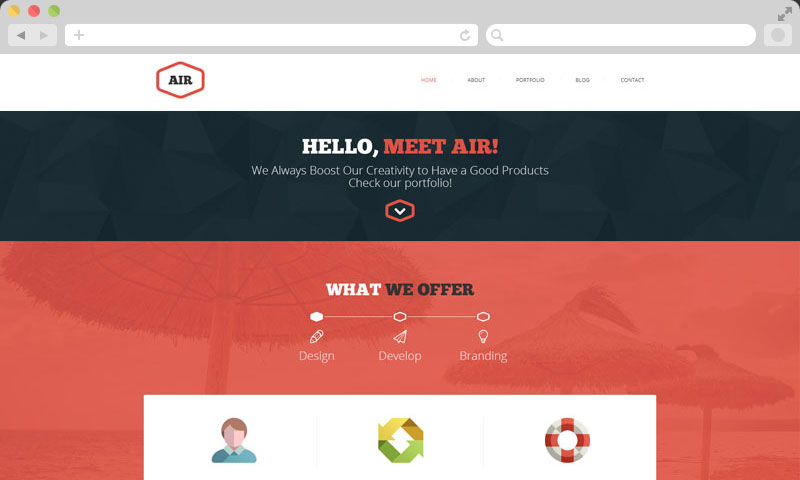 AIR
HOME
ABOUT
PORTFOLIO
BLOG
CONTACT
HELLO, MEET AIR!
We Always Boost Our Creativity to Have a Good Products
Check our portfolio!
WHAT WE OFFER
Design
Develop
Branding